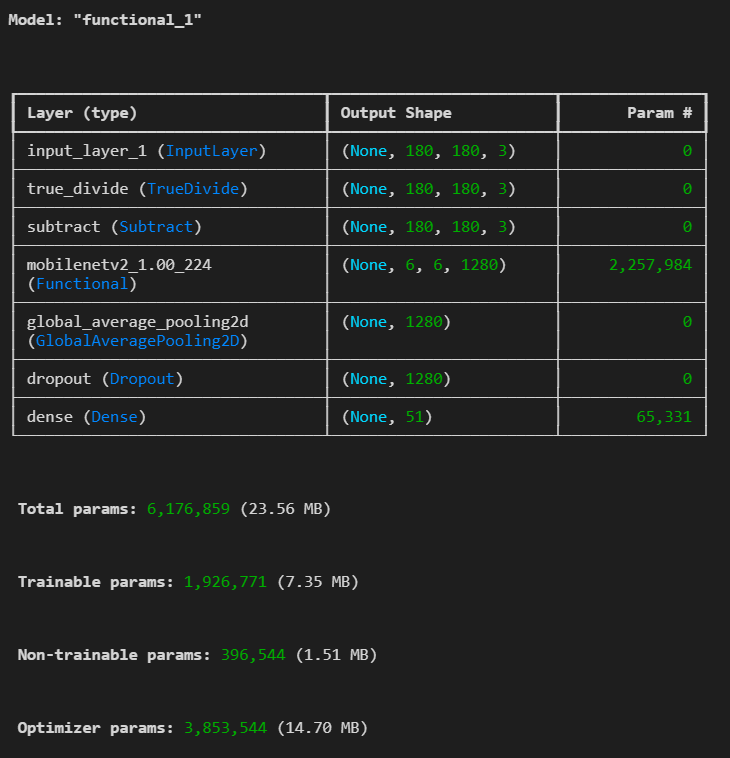 Model: "functional_1"
Layer (type) Output Shape Param #
input_layer_1 (InputLayer) (None, 180, 180, 3) 0
true_divide (TrueDivide) (None, 180, 180, 3) 0
subtract (Subtract) (None, 180, 180, 3) 0
mobilenetv2_1.00_224 (None, 6, 6, 1280) 2,257,984
(Functional)
global_average_pooling2d (None, 1280) 0
(GlobalAveragePooling2D)
dropout (Dropout) (None, 1280) 0
dense (Dense) (None, 51) 65,331
Total params: 6,176,859 (23.56 MB)
Trainable params: 1,926,771 (7.35 MB)
Non-trainable params: 396,544 (1.51 MB)
Optimizer params: 3,853,544 (14.70 MB)